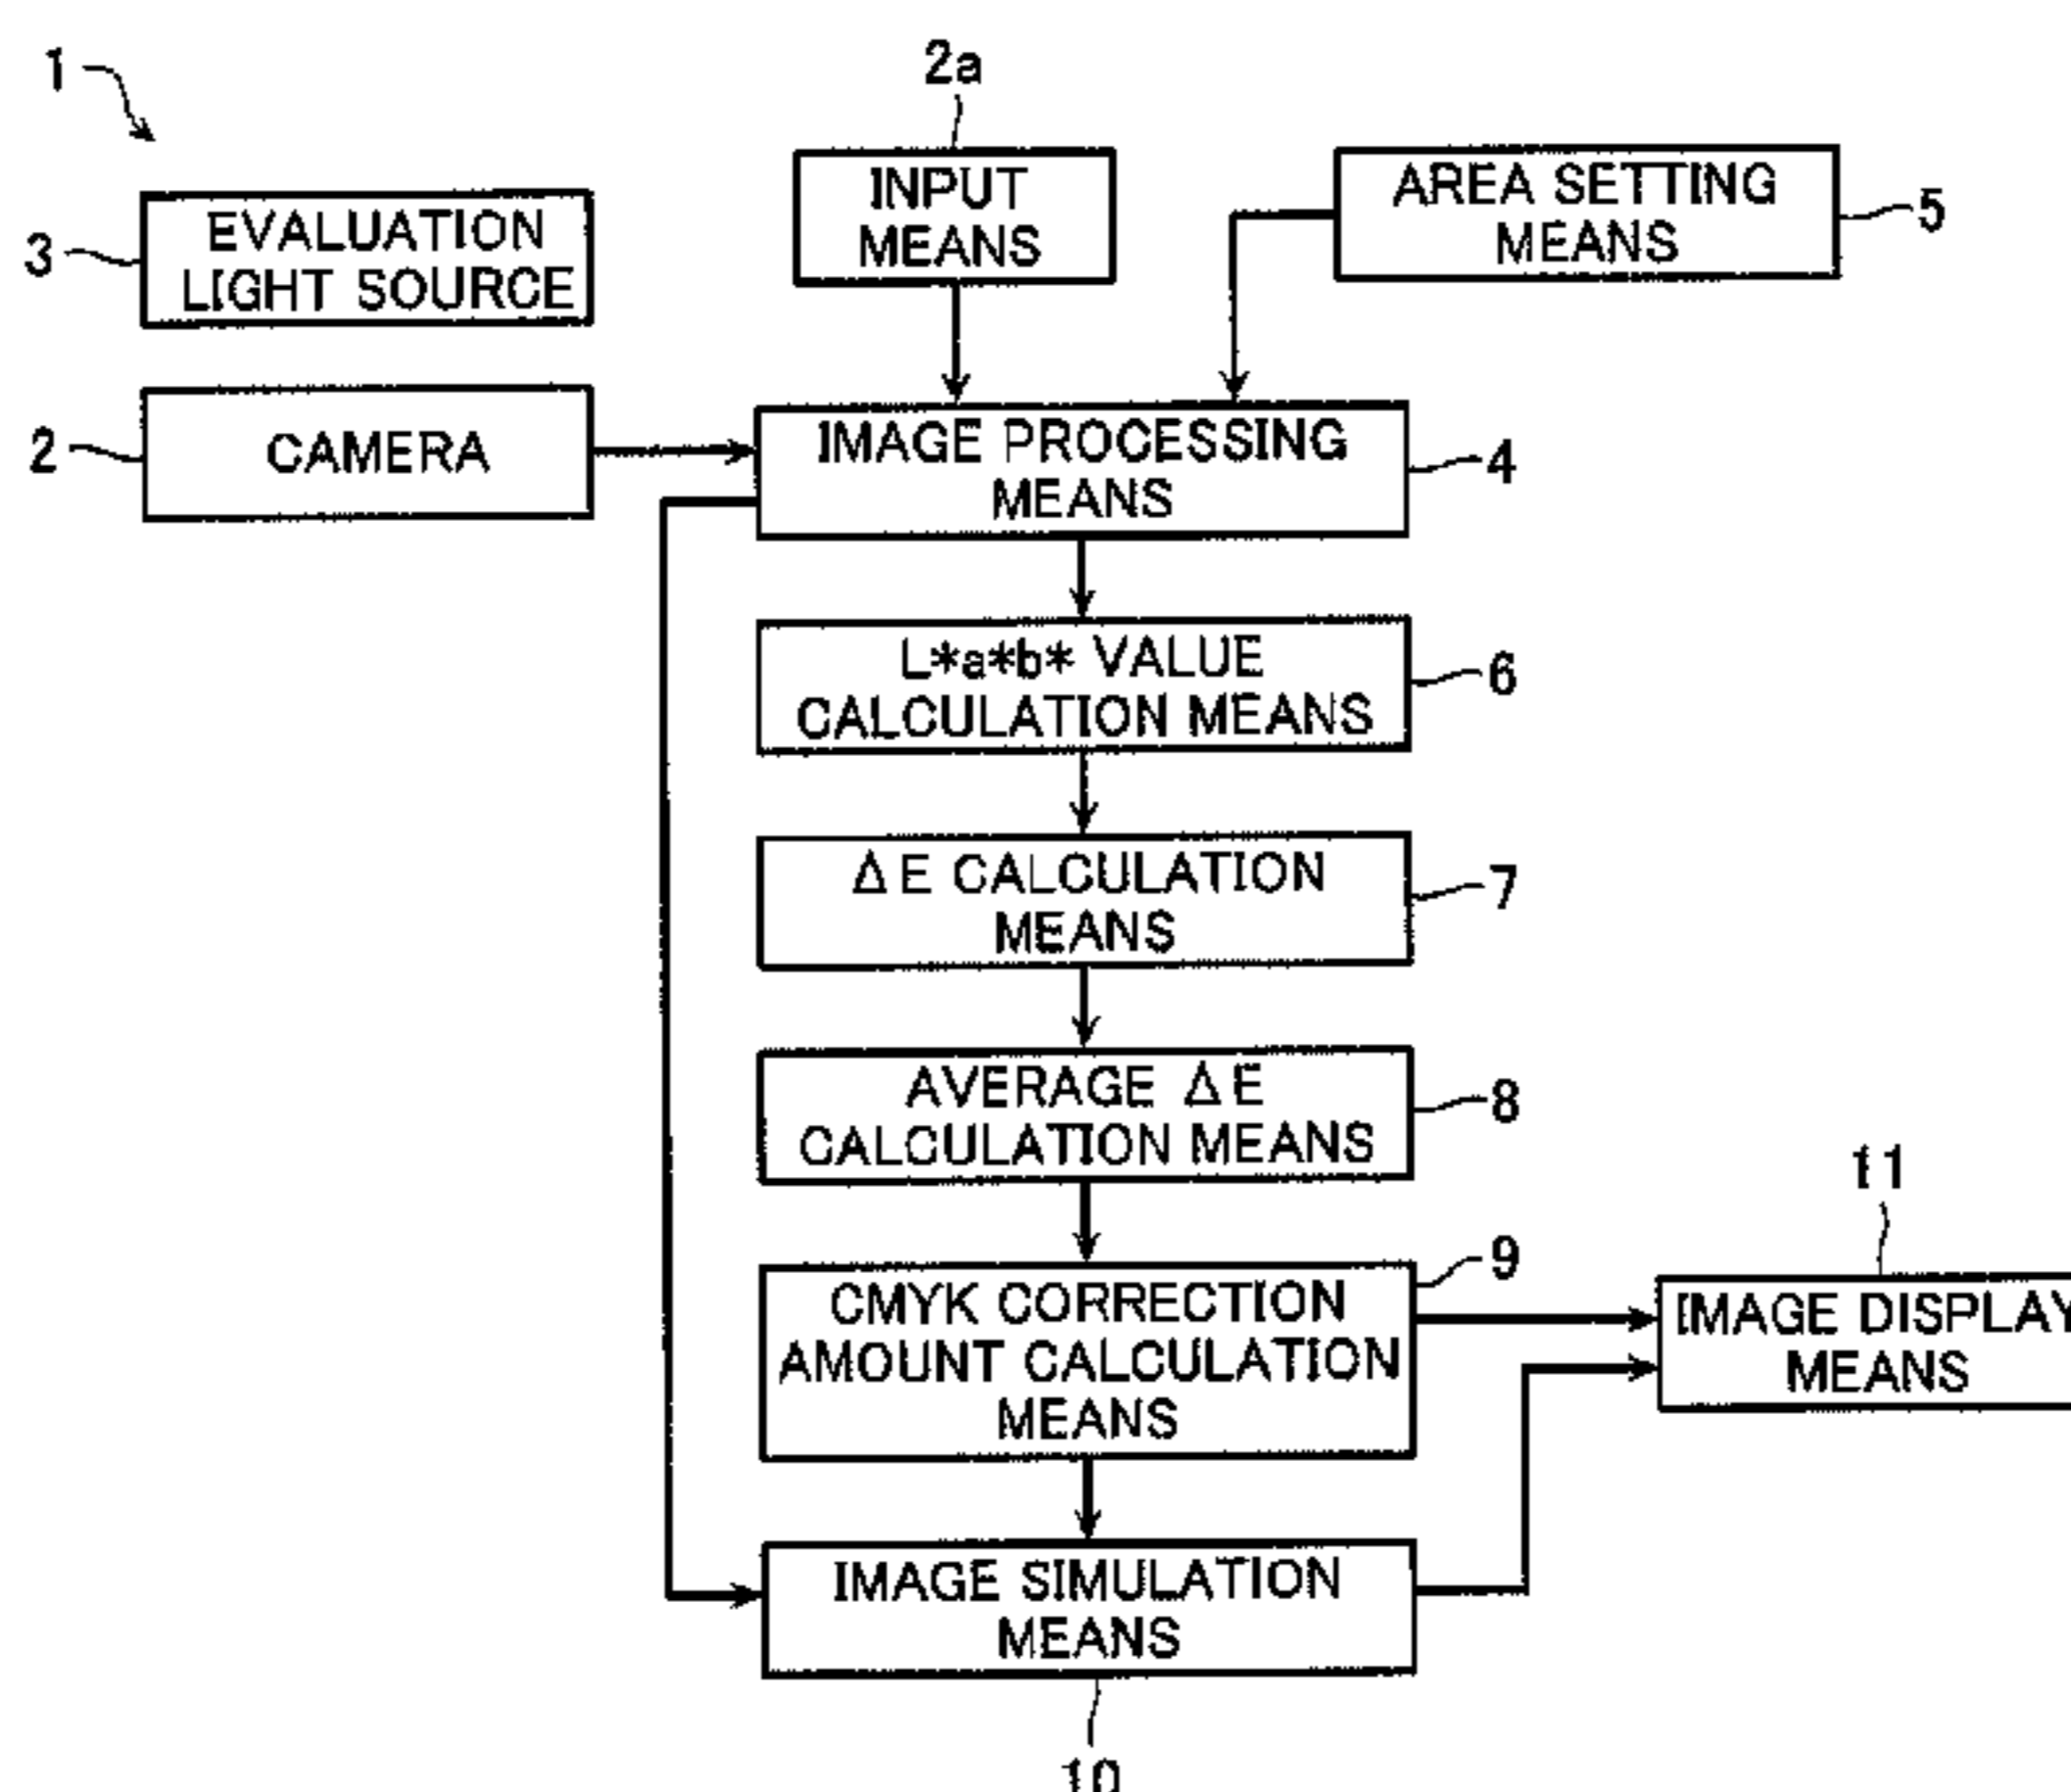 1
2a
INPUT
MEANS
AREA SETTING
MEANS
5
3
EVALUATION
LIGHT SOURCE
2
CAMERA
IMAGE PROCESSING
MEANS
4
L*a*b* VALUE
CALCULATION MEANS
6
ΔE CALCULATION
MEANS
7
AVERAGE ΔE
CALCULATION MEANS
8
CMYK CORRECTION
AMOUNT CALCULATION
MEANS
9
11
IMAGE DISPLAY
MEANS
IMAGE SIMULATION
MEANS
10